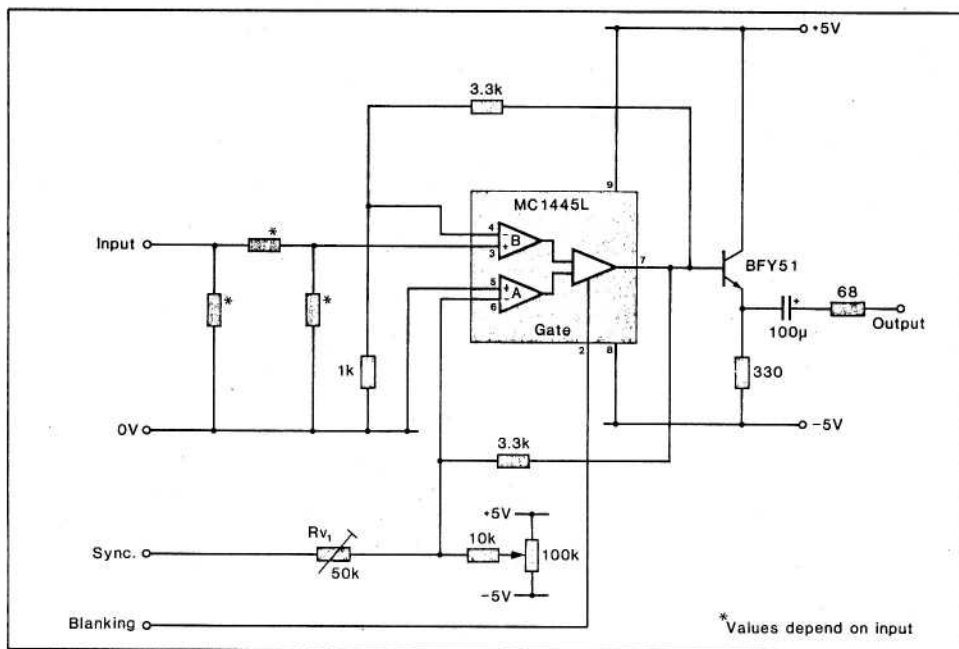 +5V
3.3k
9
MC1445L
4
- B
Input
*
3
+
7
BFY51
5
+ A
*
*
6
-
68
+
Output
Gate
100µ
2
8
1k
330
0V
-5V
3.3k
+5V
Rv1
10k
100k
Sync.
50k
-5V
Blanking
*Values depend on input